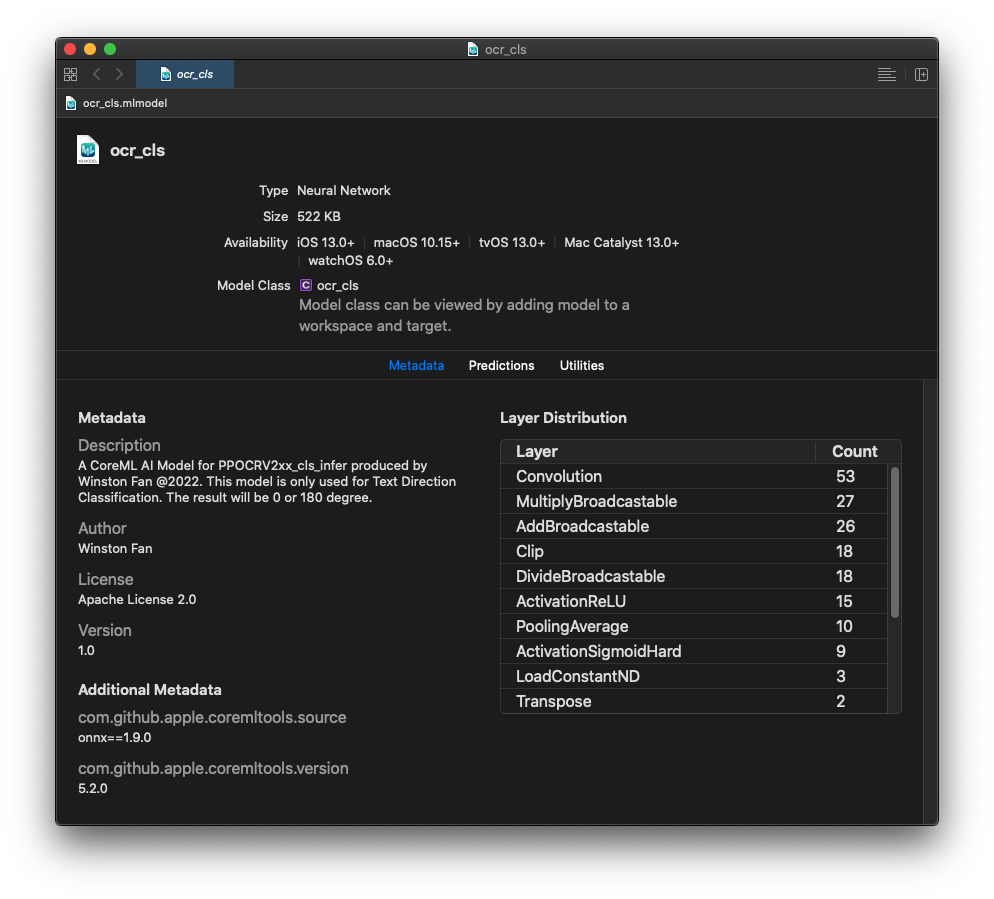 ocr_cls
ocr_cls
ocr_cls.mlmodel
ocr_cls
Type Neural Network
Size 522 KB
Availability iOS 13.0+ macOS 10.15+ tvOS 13.0+ Mac Catalyst 13.0+
watchOS 6.0+
Model Class C ocr_cls
Model class can be viewed by adding model to a
workspace and target.
Metadata Predictions Utilities
Metadata
Description
A CoreML AI Model for PPOCRV2xx_cls_infer produced by
Winston Fan @2022. This model is only used for Text Direction
Classification. The result will be 0 or 180 degree.
Author
Winston Fan
License
Apache License 2.0
Version
1.0
Additional Metadata
com.github.apple.coremltools.source
onnx==1.9.0
com.github.apple.coremltools.version
5.2.0
Layer Distribution
Layer Count
Convolution 53
MultiplyBroadcastable 27
AddBroadcastable 26
Clip 18
DivideBroadcastable 18
ActivationReLU 15
PoolingAverage 10
ActivationSigmoidHard 9
LoadConstantND 3
Transpose 2